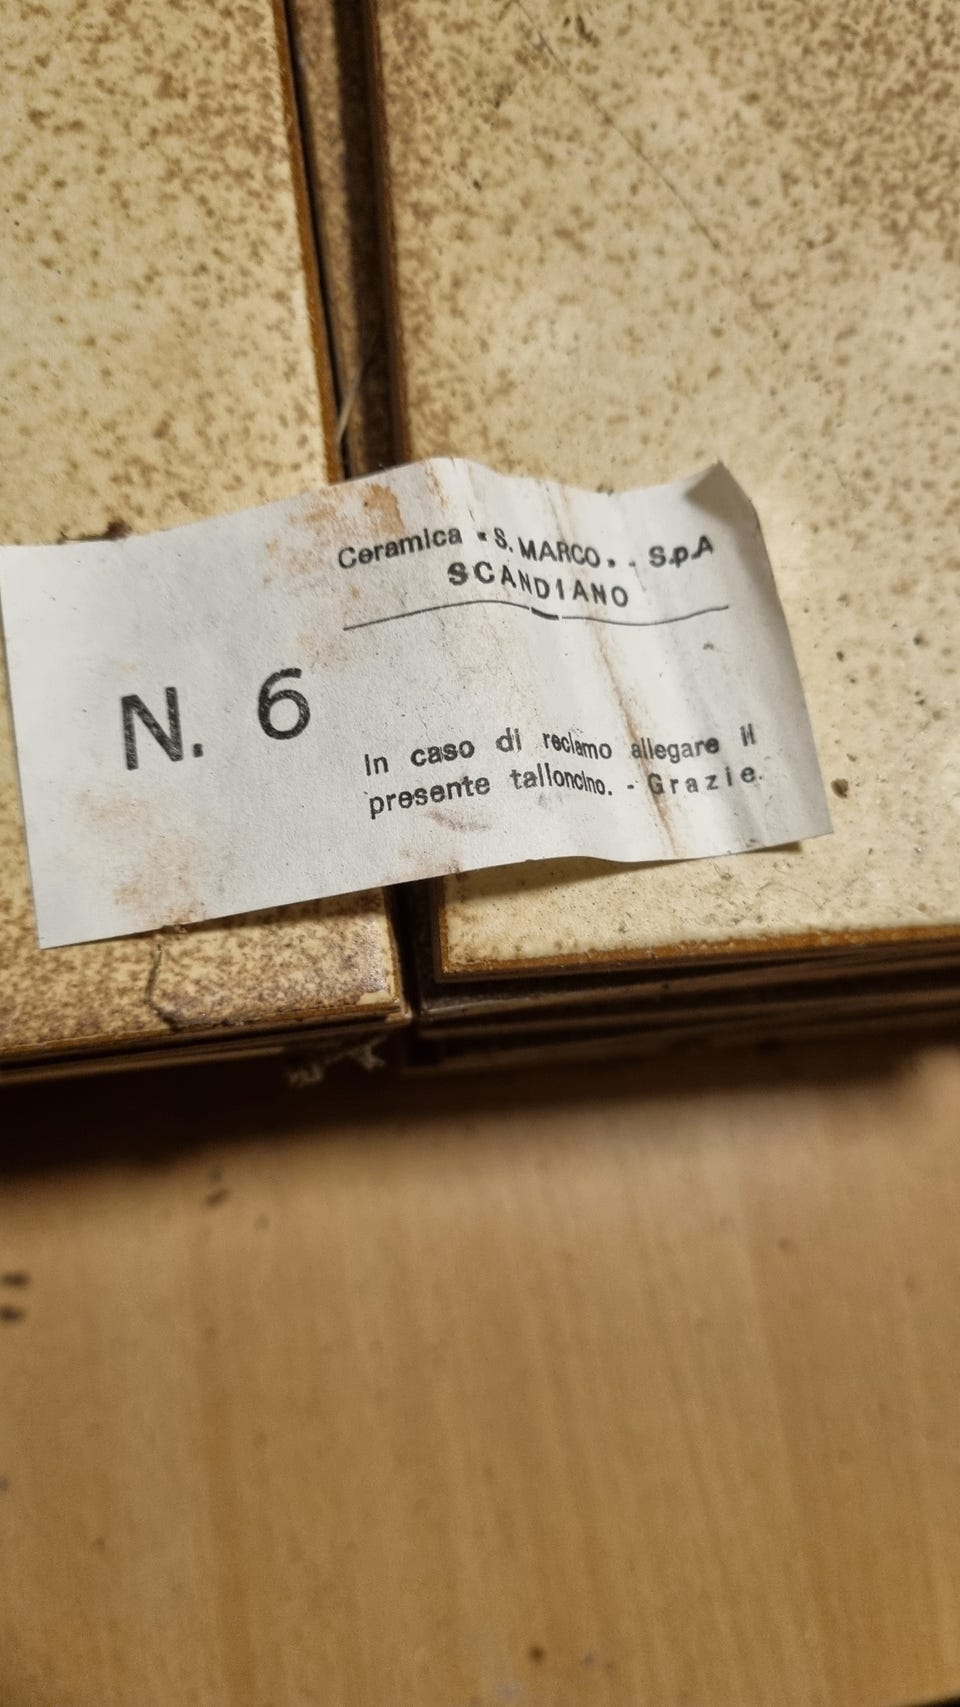 Ceramica "S. MARCO. . S.p.A
SCANDIANO
N. 6
In caso di reclamo allegare il
presente talloncino. - Grazie.